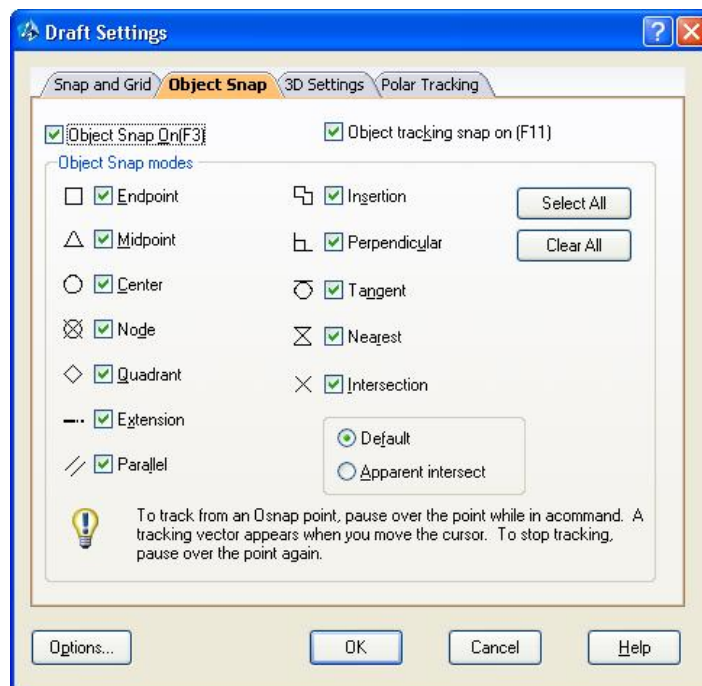 Draft Settings
Snap and Grid Object Snap 3D Settings Polar Tracking
Object Snap On(F3) Object tracking snap on (F11)
Object Snap modes
Endpoint Insertion Select All
Midpoint Perpendicular Clear All
Center Tangent
Node Nearest
Quadrant Intersection
Extension Default
Parallel Apparent intersect
To track from an Osnap point, pause over the point while in acommand. A
tracking vector appears when you move the cursor. To stop tracking,
pause over the point again.
Options... OK Cancel Help